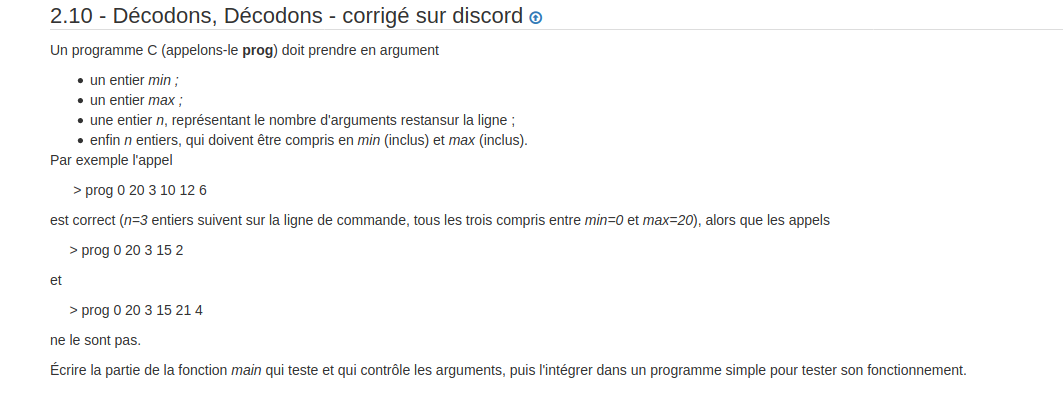 2.10 - Décodons, Décodons - corrigé sur discord
Un programme C (appelons-le prog) doit prendre en argument
• un entier min ;
• un entier max ;
• une entier n, représentant le nombre d'arguments restansur la ligne ;
• enfin n entiers, qui doivent être compris en min (inclus) et max (inclus).
Par exemple l'appel
> prog 0 20 3 10 12 6
est correct (n=3 entiers suivent sur la ligne de commande, tous les trois compris entre min=0 et max=20), alors que les appels
> prog 0 20 3 15 2
et
> prog 0 20 3 15 21 4
ne le sont pas.
Écrire la partie de la fonction main qui teste et qui contrôle les arguments, puis l'intégrer dans un programme simple pour tester son fonctionnement.